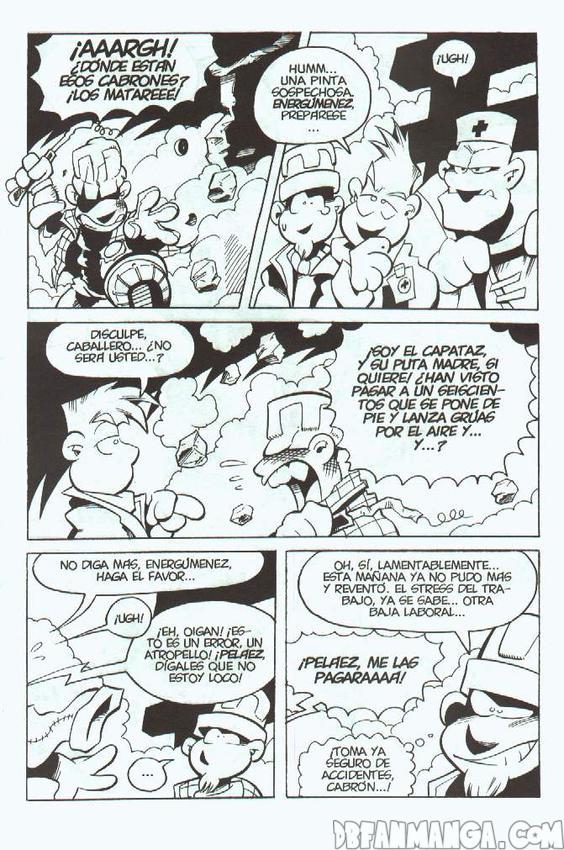 ¡AAARGH!
¿DÓNDE ESTÁN
ESOS CABRONES?
¡LOS MATAREEE!
HUMM...
UNA PINTA
SOSPECHOSA.
ENERGÚMENEZ,
PREPÁRESE
...
¡UGH!
DISCULPE,
CABALLERO... ¿NO
SERÁ USTED...?
¡SOY EL CAPATAZ,
Y SU PUTA MADRE, SI
QUIERE! ¿HAN VISTO
PASAR A UN SEISCIEN-
TOS QUE SE PONE DE
PIE Y LANZA GRÚAS
POR EL AIRE Y...
Y...?
NO DIGA MÁS, ENERGÚMENEZ,
HAGA EL FAVOR...
¡UGH!
¡EH, OIGAN! ¡ES-
TO ES UN ERROR, UN
ATROPELLO! ¡PELÁEZ,
DÍGALES QUE NO
ESTOY LOCO!
...
OH, SÍ, LAMENTABLEMENTE...
ESTA MAÑANA YA NO PUDO MÁS
Y REVENTÓ. EL STRESS DEL TRA-
BAJO, YA SE SABE... OTRA
BAJA LABORAL...
¡PELÁEZ, ME LAS
PAGARAAAÁ!
¡TOMA YA
SEGURO DE
ACCIDENTES,
CABRÓN...!
DBFANMANGA.COM